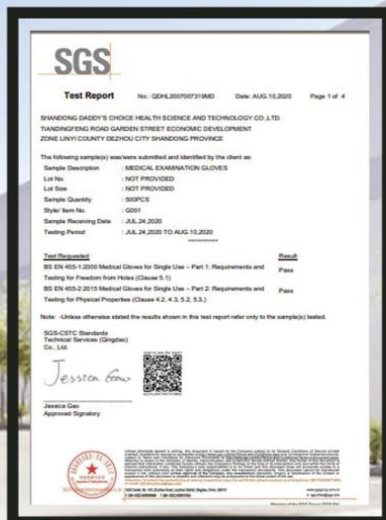 SGS
Test Report No.: QDHL2007007319MD Date: AUG.10,2020 Page 1 of 4
SHANDONG DADDY'S CHOICE HEALTH SCIENCE AND TECHNOLOGY CO.,LTD.
TIANDINGFENG ROAD GARDEN STREET ECONOMIC DEVELOPMENT
ZONE LINYI COUNTY DEZHOU CITY SHANDONG PROVINCE
The following sample(s) was/were submitted and identified by the client as:
Sample Description : MEDICAL EXAMINATION GLOVES
Lot No. : NOT PROVIDED
Lot Size : NOT PROVIDED
Sample Quantity : 500PCS
Style/ Item No. : G001
Sample Receiving Date : JUL.24,2020
Testing Period : JUL.24,2020 TO AUG.10,2020
************
Test Requested Result
BS EN 455-1:2000 Medical Gloves for Single Use – Part 1: Requirements and Pass
Testing for Freedom from Holes (Clause 5.1)
BS EN 455-2:2015 Medical Gloves for Single Use – Part 2: Requirements and Pass
Testing for Physical Properties (Clause 4.2, 4.3, 5.2, 5.3,)
Note: -Unless otherwise stated the results shown in this test report refer only to the sample(s) tested.
SGS-CSTC Standards
Technical Services (Qingdao)
Co., Ltd.
Jessica Gao
Jessica Gao
Approved Signatory